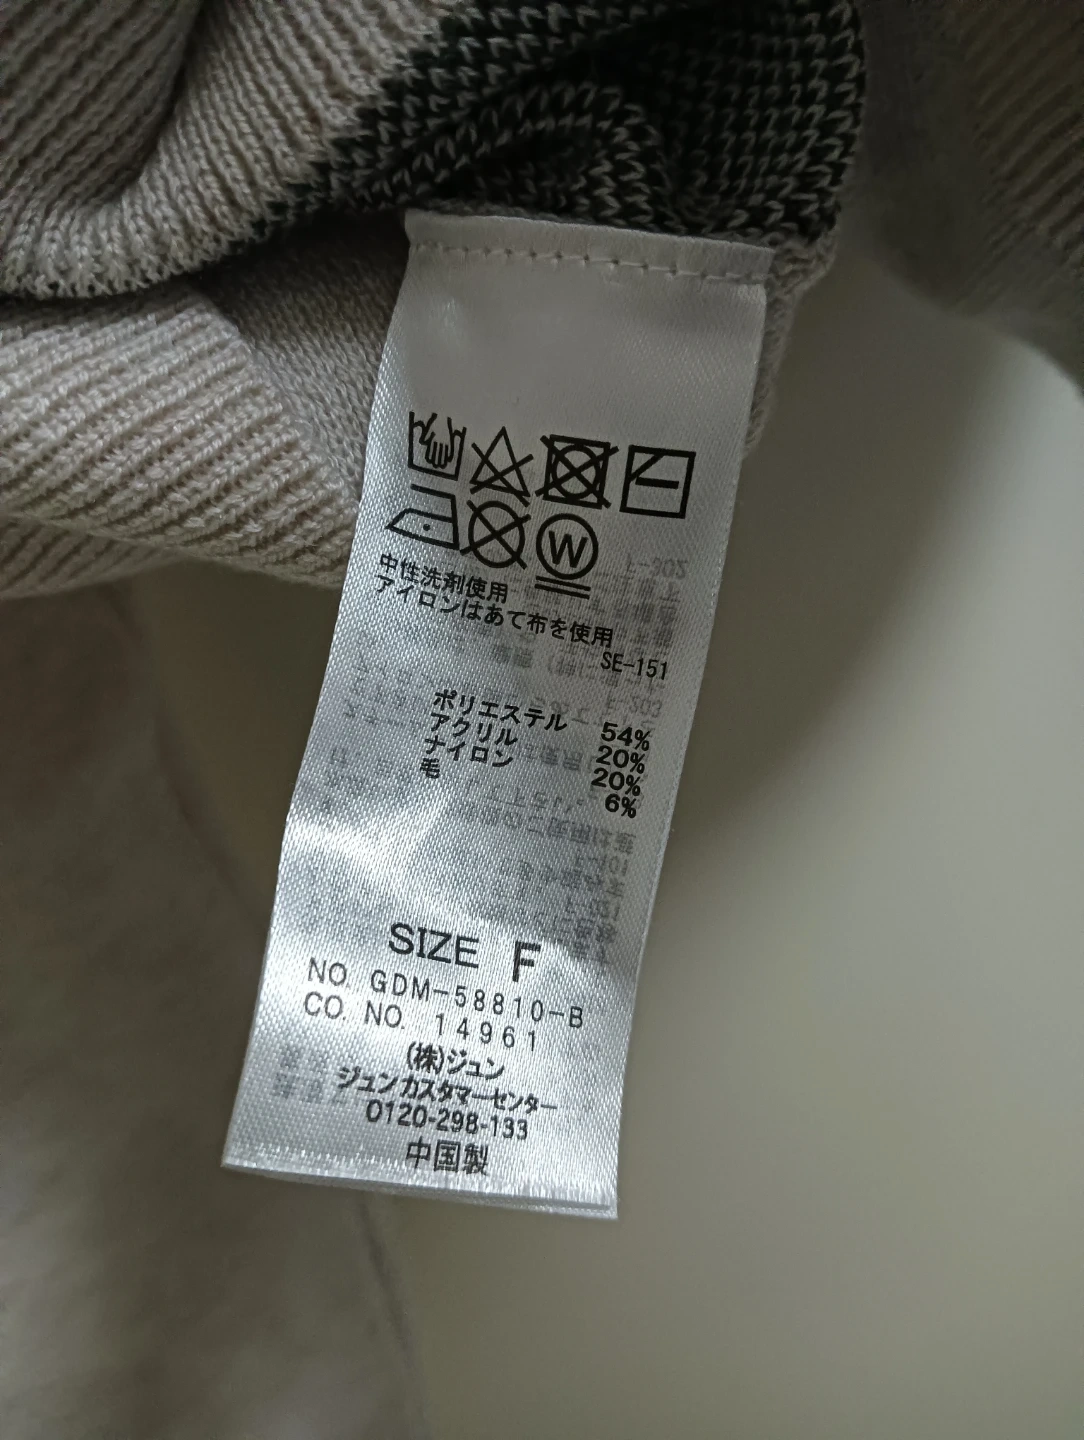 W
中性洗剤使用
アイロンはあて布を使用
SE-151
ポリエステル 54%
アクリル 20%
ナイロン 20%
毛 6%
SIZE F
NO. GDM-58810-B
CO. NO. 14961
(株)ジュン
ジュンカスタマーセンター
0120-298-133
中国製